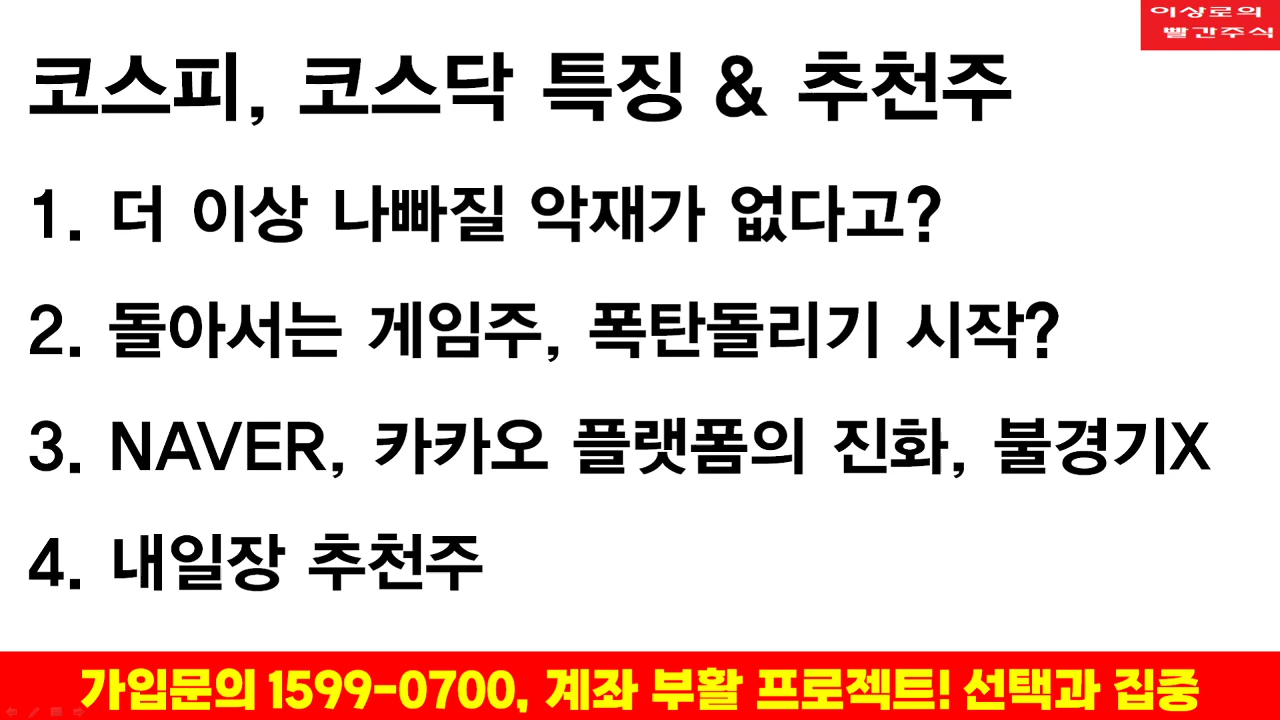 이상로의
빨간주식
코스피, 코스닥 특징 & 추천주
1. 더 이상 나빠질 악재가 없다고?
2. 돌아서는 게임주, 폭탄돌리기 시작?
3. NAVER, 카카오 플랫폼의 진화, 불경기X
4. 내일장 추천주
가입문의 1599-0700, 계좌 부활 프로젝트! 선택과 집중